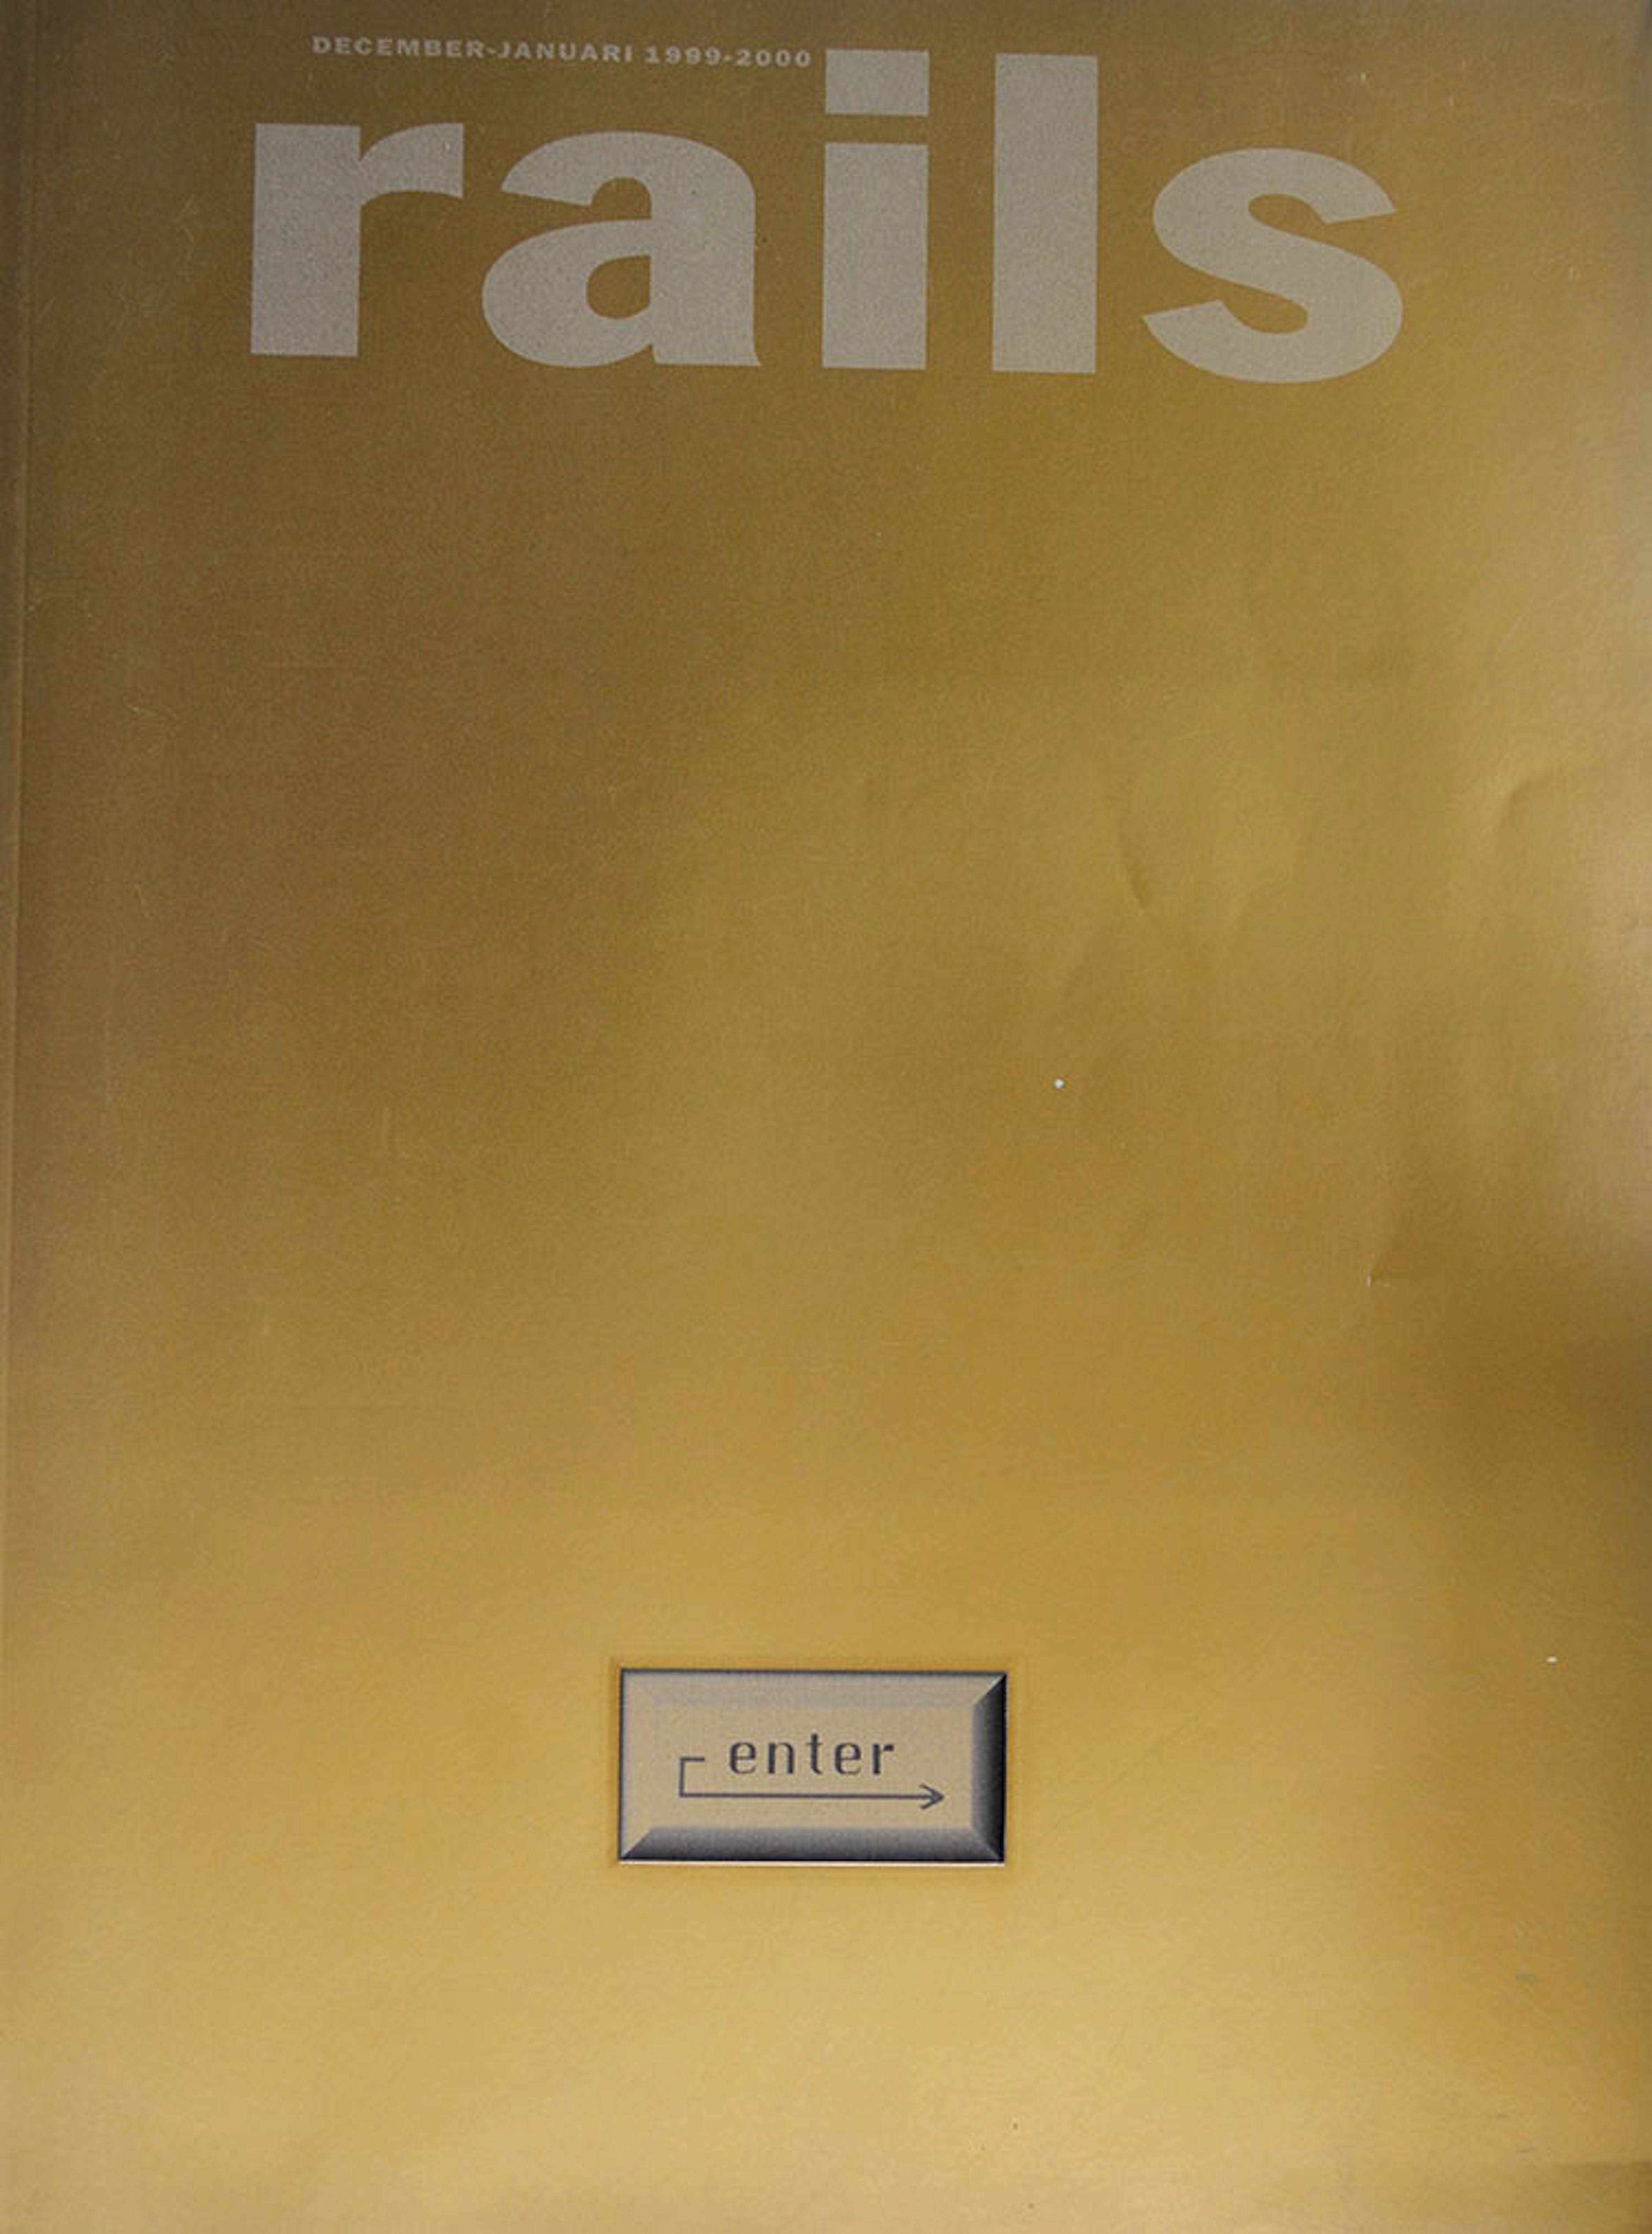 DECEMBER-JANUARI 1999-2000
rails
enter